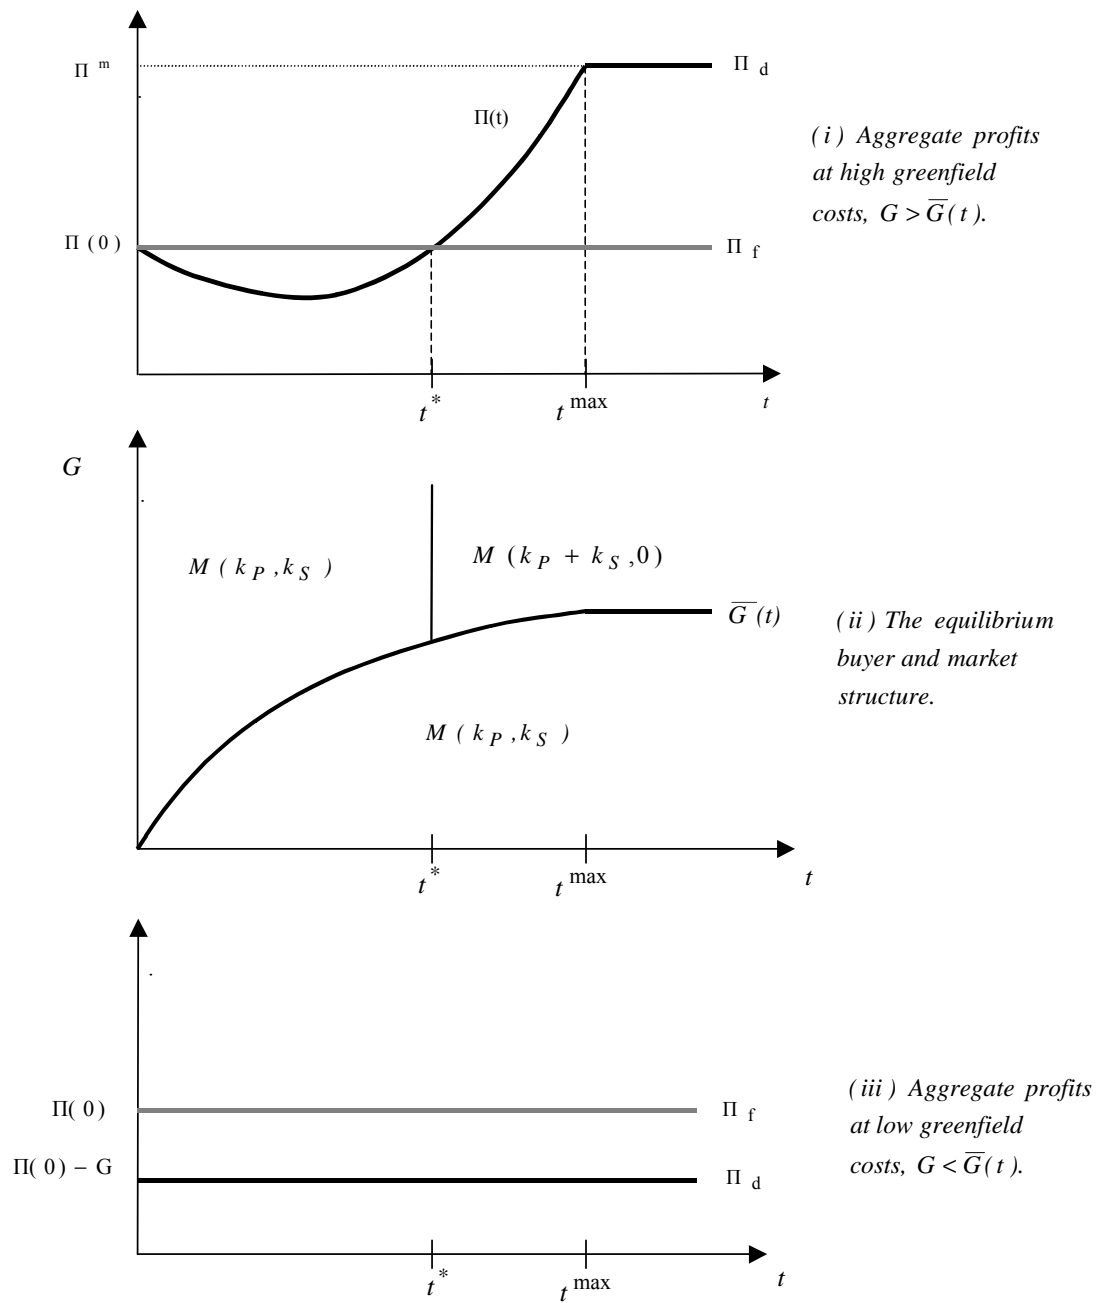 Π m
Π d
Π(t)
(i) Aggregate profits
at high greenfield
costs, G > G̅(t).
Π (0)
Π f
t*
t max
t
G
M ( k P , k S )
M (k P + k S ,0)
G̅ (t)
(ii) The equilibrium
buyer and market
structure.
M ( k P , k S )
t*
t max
t
(iii) Aggregate profits
at low greenfield
costs, G < G̅(t).
Π( 0)
Π f
Π(0) − G
Π d
t*
t max
t